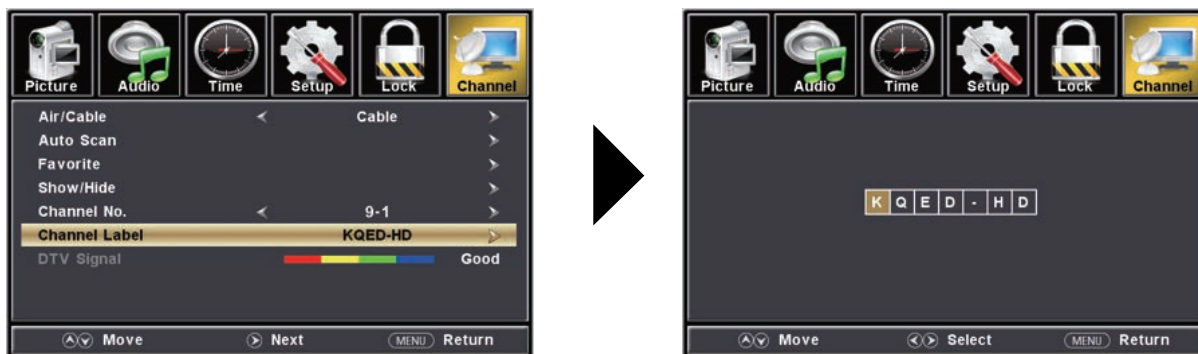 Picture Audio Time Setup Lock Channel
Air/Cable Cable
Auto Scan
Favorite
Show/Hide
Channel No. 9-1
Channel Label KQED-HD
DTV Signal Good
Move Next MENU Return
Picture Audio Time Setup Lock Channel
K Q E D - H D
Move Select MENU Return